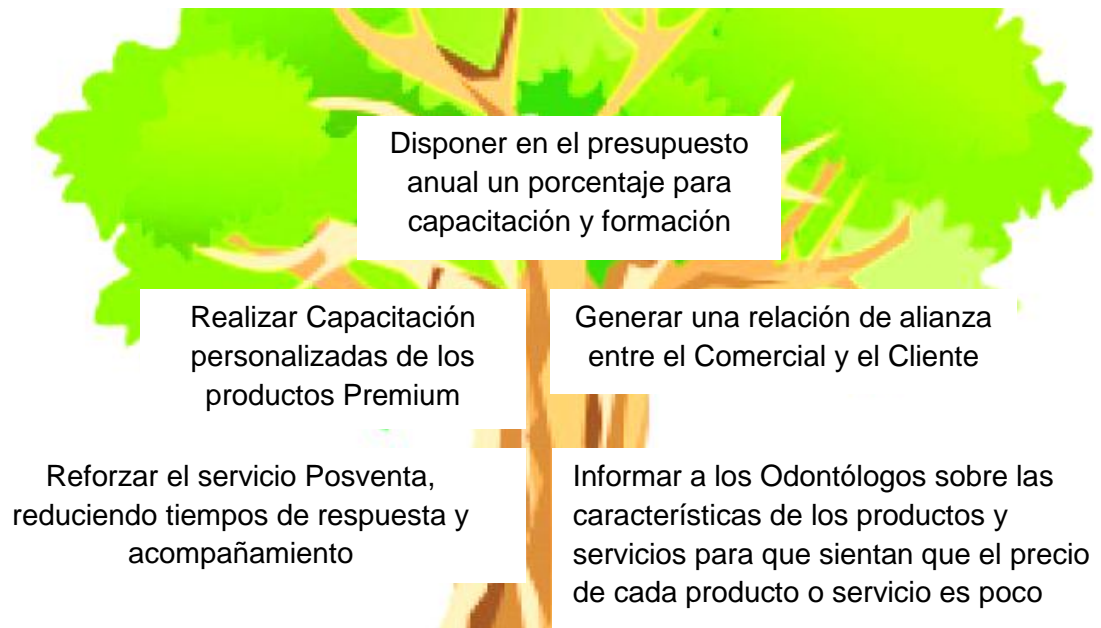 Disponer en el presupuesto
anual un porcentaje para
capacitación y formación
Realizar Capacitación
personalizadas de los
productos Premium
Generar una relación de alianza
entre el Comercial y el Cliente
Reforzar el servicio Posventa,
reduciendo tiempos de respuesta y
acompañamiento
Informar a los Odontólogos sobre las
características de los productos y
servicios para que sientan que el precio
de cada producto o servicio es poco